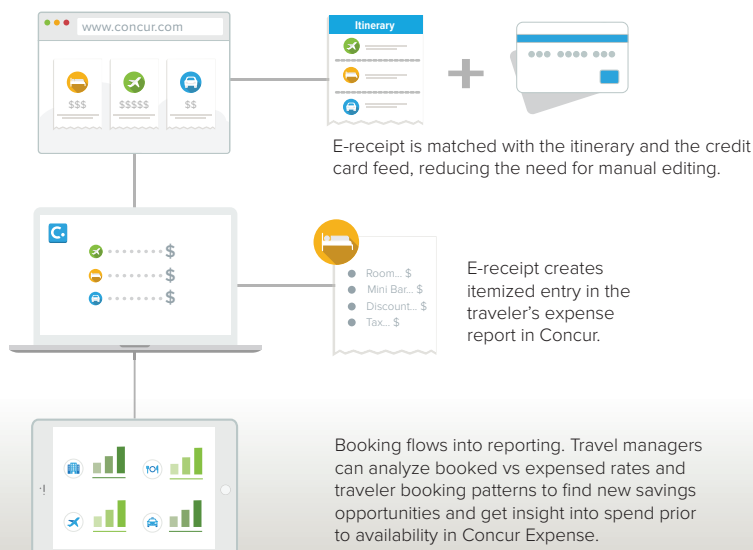 www.concur.com
$$$
$$$$$
$$
Itinerary
E-receipt is matched with the itinerary and the credit
card feed, reducing the need for manual editing.
C.
$
$
$
Room... $
Mini Bar... $
Discount... $
Tax... $
E-receipt creates
itemized entry in the
traveler’s expense
report in Concur.
Booking flows into reporting. Travel managers
can analyze booked vs expensed rates and
traveler booking patterns to find new savings
opportunities and get insight into spend prior
to availability in Concur Expense.